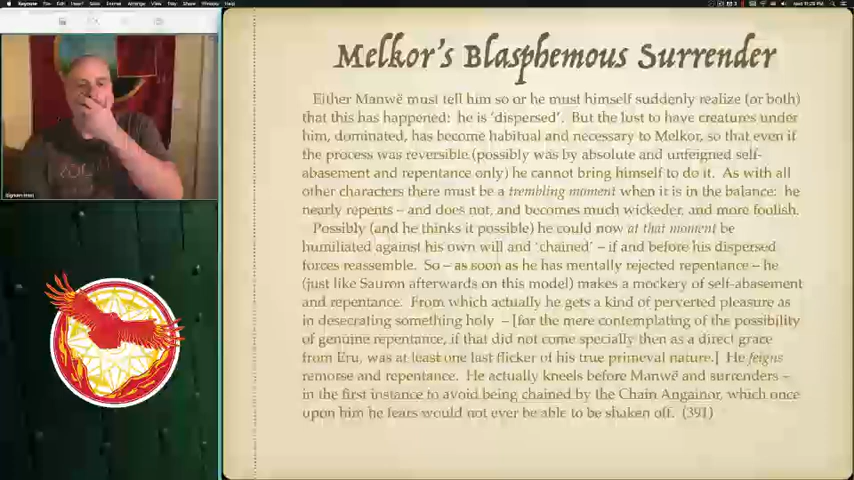 Keynote File Edit Insert Slide Format Arrange View Play Share Window Help
Melkor's Blasphemous Surrender
Either Manwë must tell him so or he must himself suddenly realize (or both)
that this has happened: he is 'dispersed'. But the lust to have creatures under
him, dominated, has become habitual and necessary to Melkor, so that even if
the process was reversible (possibly was by absolute and unfeigned self-
abasement and repentance only) he cannot bring himself to do it. As with all
other characters there must be a trembling moment when it is in the balance: he
nearly repents – and does not, and becomes much wickeder, and more foolish.
Possibly (and he thinks it possible) he could now at that moment be
humiliated against his own will and 'chained' – if and before his dispersed
forces reassemble. So – as soon as he has mentally rejected repentance – he
(just like Sauron afterwards on this model) makes a mockery of self-abasement
and repentance. From which actually he gets a kind of perverted pleasure as
in desecrating something holy – [for the mere contemplating of the possibility
of genuine repentance, if that did not come specially then as a direct grace
from Eru, was at least one last flicker of his true primeval nature.] He feigns
remorse and repentance. He actually kneels before Manwë and surrenders –
in the first instance to avoid being chained by the Chain Angainor, which once
upon him he fears would not ever be able to be shaken off. (391)